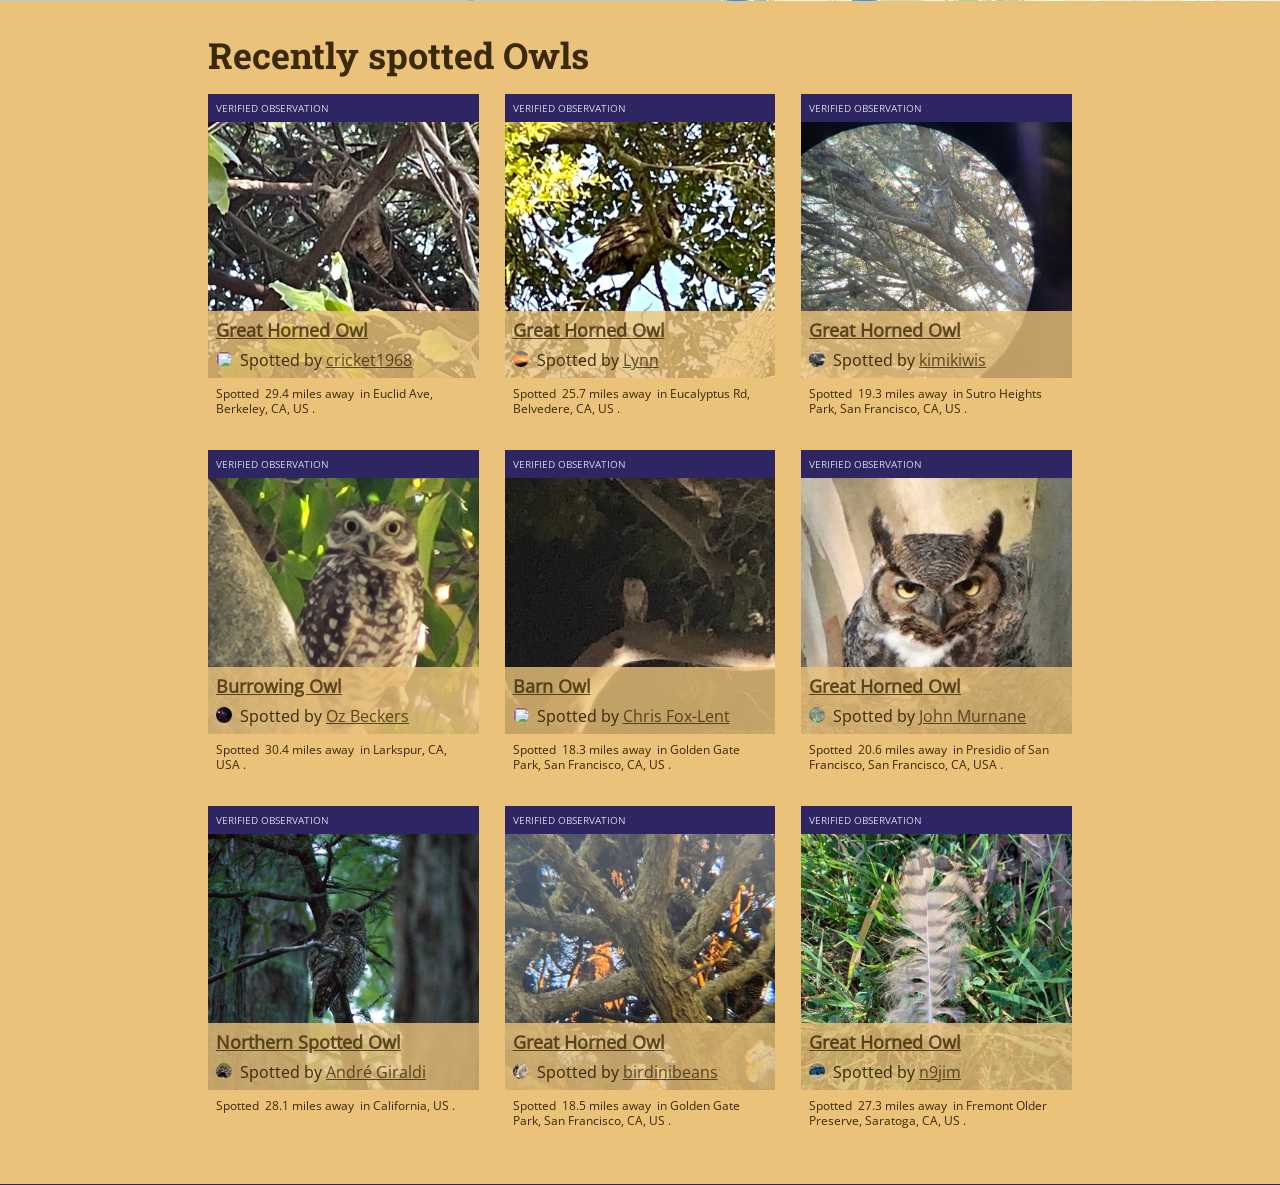 Recently spotted Owls
VERIFIED OBSERVATION
Great Horned Owl
Spotted by cricket1968
Spotted 29.4 miles away in Euclid Ave,
Berkeley, CA, US .
VERIFIED OBSERVATION
Great Horned Owl
Spotted by Lynn
Spotted 25.7 miles away in Eucalyptus Rd,
Belvedere, CA, US .
VERIFIED OBSERVATION
Great Horned Owl
Spotted by kimikiwis
Spotted 19.3 miles away in Sutro Heights
Park, San Francisco, CA, US .
VERIFIED OBSERVATION
Burrowing Owl
Spotted by Oz Beckers
Spotted 30.4 miles away in Larkspur, CA,
USA .
VERIFIED OBSERVATION
Barn Owl
Spotted by Chris Fox-Lent
Spotted 18.3 miles away in Golden Gate
Park, San Francisco, CA, US .
VERIFIED OBSERVATION
Great Horned Owl
Spotted by John Murnane
Spotted 20.6 miles away in Presidio of San
Francisco, San Francisco, CA, USA .
VERIFIED OBSERVATION
Northern Spotted Owl
Spotted by André Giraldi
Spotted 28.1 miles away in California, US .
VERIFIED OBSERVATION
Great Horned Owl
Spotted by birdinibeans
Spotted 18.5 miles away in Golden Gate
Park, San Francisco, CA, US .
VERIFIED OBSERVATION
Great Horned Owl
Spotted by n9jim
Spotted 27.3 miles away in Fremont Older
Preserve, Saratoga, CA, US .